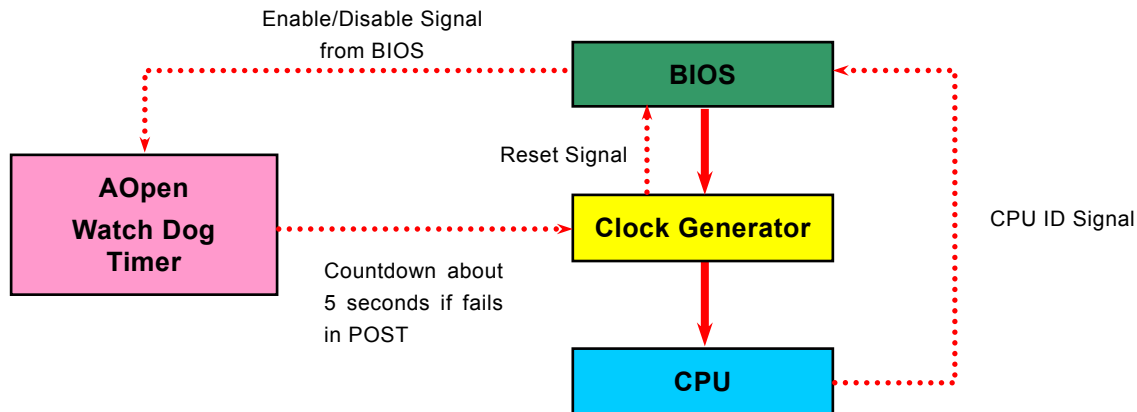 Enable/Disable Signal
from BIOS
BIOS
Reset Signal
AOpen
Watch Dog
Timer
Clock Generator
CPU ID Signal
Countdown about
5 seconds if fails
in POST
CPU